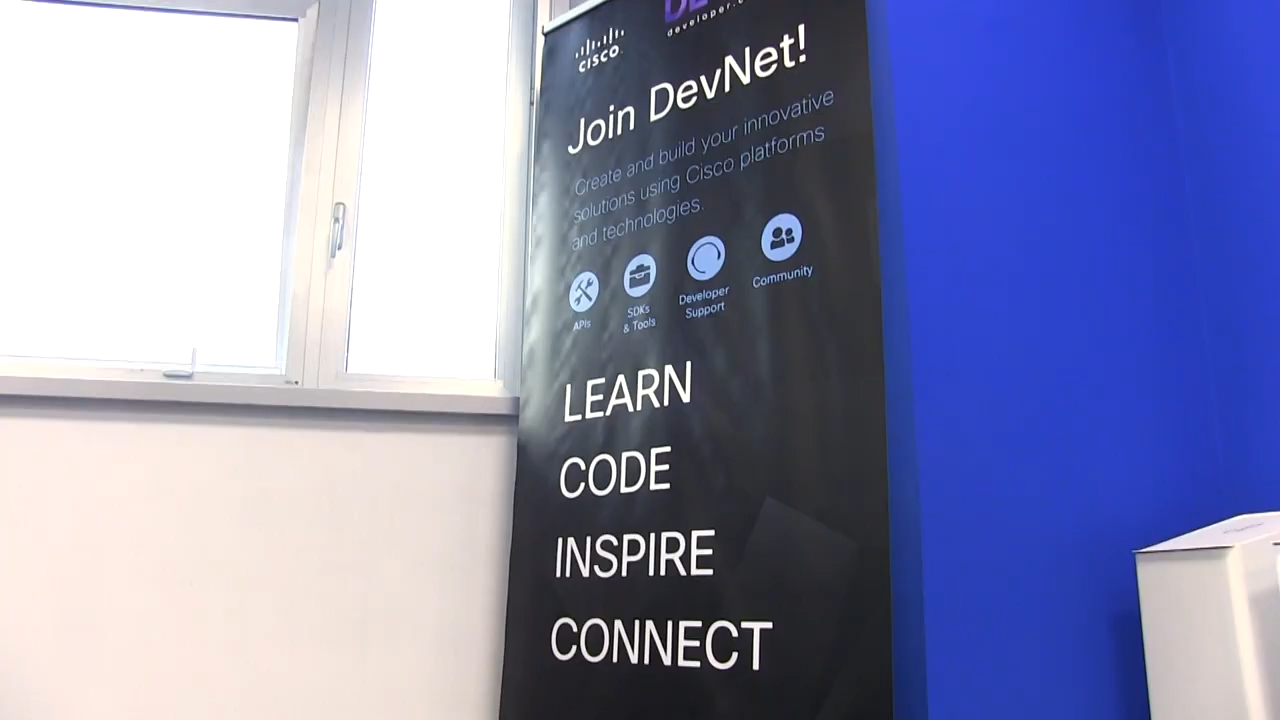 CISCO
Join DevNet!
Create and build your innovative
solutions using Cisco platforms
and technologies.
APIs
SDKs
& Tools
Developer
Support
Community
LEARN
CODE
INSPIRE
CONNECT